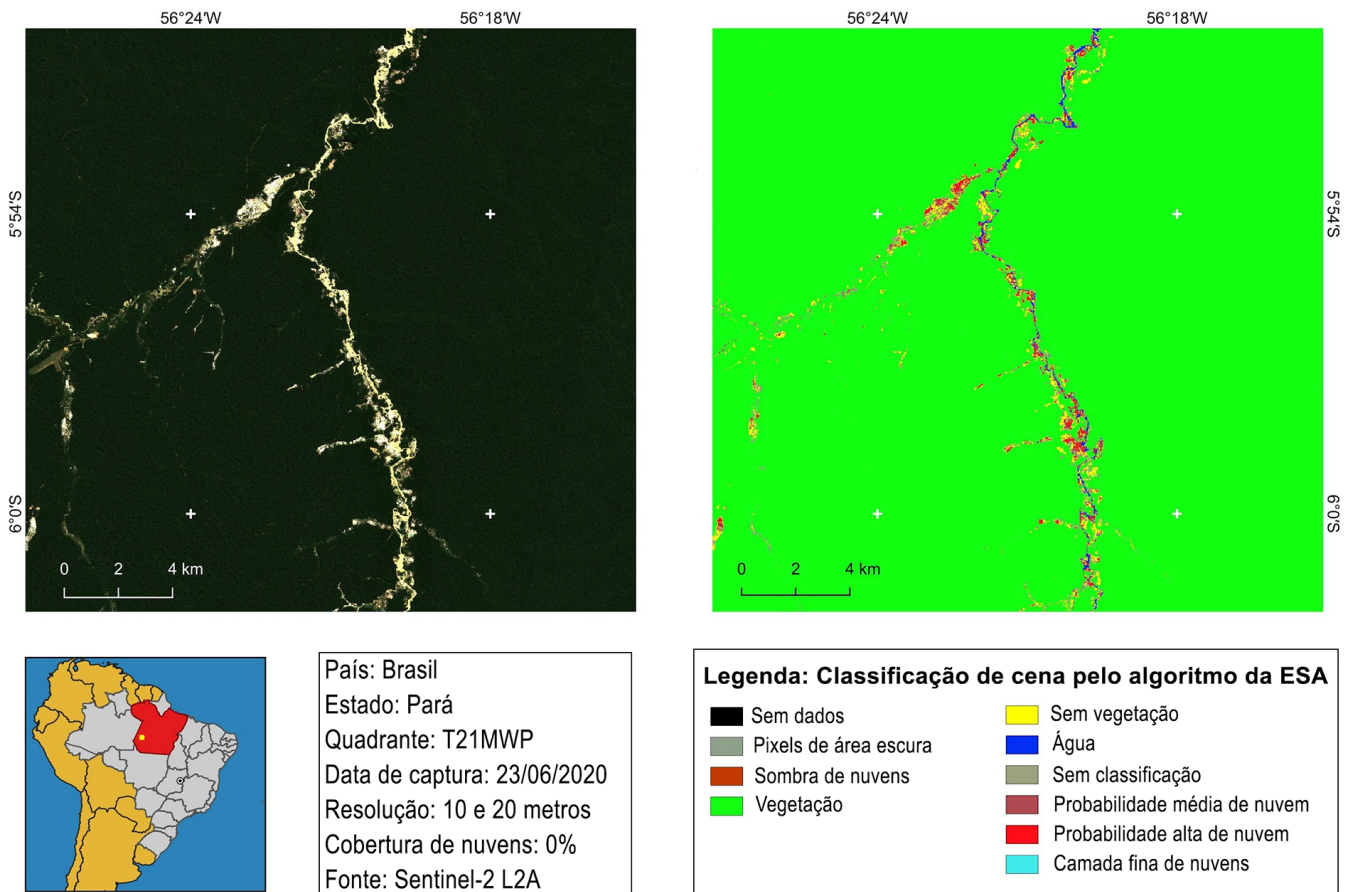 56°24'W
56°18'W
56°24'W
56°18'W
5°54'S
5°54'S
6°0'S
6°0'S
0 2 4 km
0 2 4 km
País: Brasil
Estado: Pará
Quadrante: T21MWP
Data de captura: 23/06/2020
Resolução: 10 e 20 metros
Cobertura de nuvens: 0%
Fonte: Sentinel-2 L2A
Legenda: Classificação de cena pelo algoritmo da ESA
Sem dados
Pixels de área escura
Sombra de nuvens
Vegetação
Sem vegetação
Água
Sem classificação
Probabilidade média de nuvem
Probabilidade alta de nuvem
Camada fina de nuvens